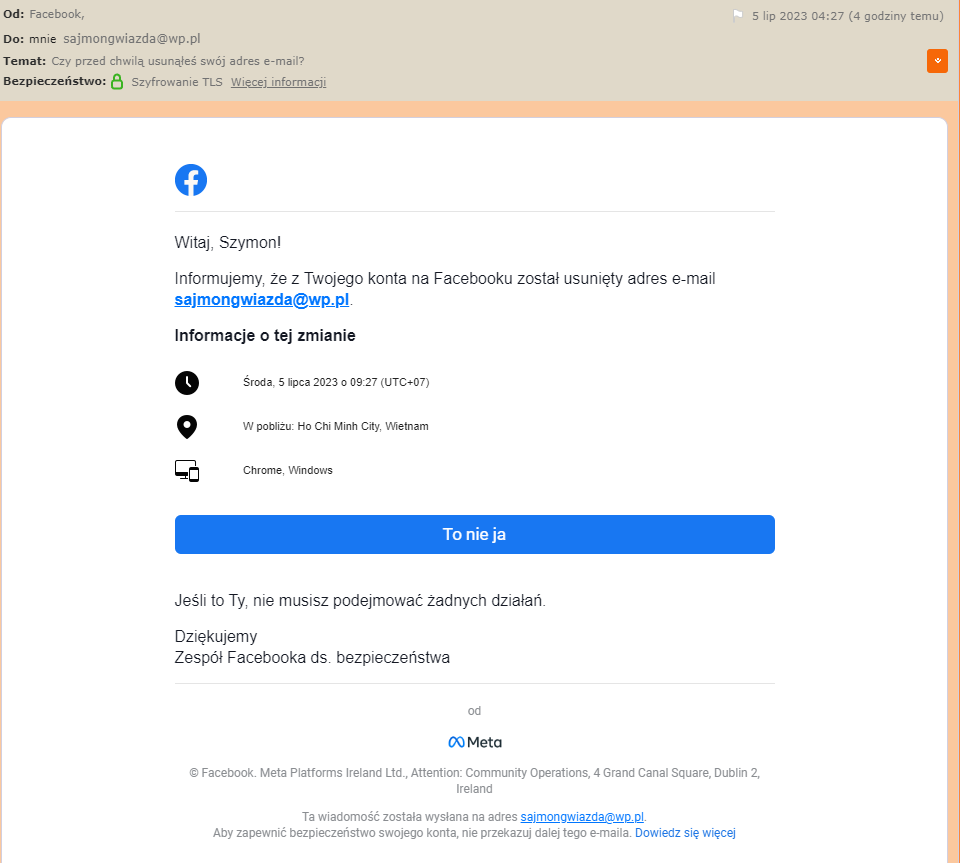 Od: Facebook,
5 lip 2023 04:27 (4 godziny temu)
Do: mnie sajmongwiazda@wp.pl
Temat: Czy przed chwilą usunąłeś swój adres e-mail?
Bezpieczeństwo: Szyfrowanie TLS Więcej informacji
Witaj, Szymon!
Informujemy, że z Twojego konta na Facebooku został usunięty adres e-mail
sajmongwiazda@wp.pl.
Informacje o tej zmianie
Środa, 5 lipca 2023 o 09:27 (UTC+07)
W pobliżu: Ho Chi Minh City, Wietnam
Chrome, Windows
To nie ja
Jeśli to Ty, nie musisz podejmować żadnych działań.
Dziękujemy
Zespół Facebooka ds. bezpieczeństwa
od
Meta
© Facebook. Meta Platforms Ireland Ltd., Attention: Community Operations, 4 Grand Canal Square, Dublin 2,
Ireland
Ta wiadomość została wysłana na adres sajmongwiazda@wp.pl.
Aby zapewnić bezpieczeństwo swojego konta, nie przekazuj dalej tego e-maila. Dowiedz się więcej